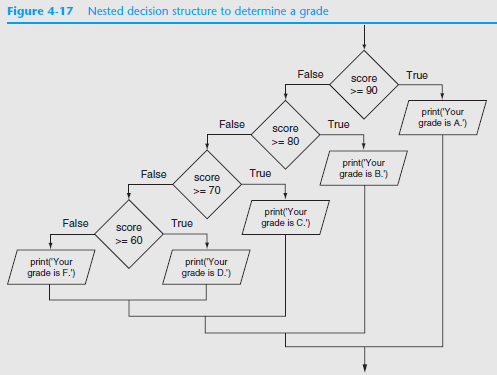 Figure 4-17 Nested decision structure to determine a grade
False
score
>= 90
True
print('Your
grade is A.')
False
score
>= 80
True
print('Your
grade is B.')
False
score
>= 70
True
print('Your
grade is C.')
False
score
>= 60
True
print('Your
grade is F.')
print('Your
grade is D.')